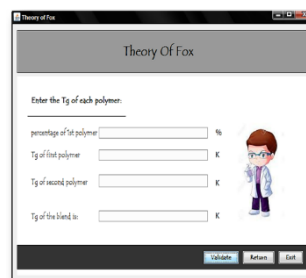 Theory of Fox
Theory Of Fox
Enter the Tg of each polymer:
percentage of 1st polymer %
Tg of first polymer K
Tg of second polymer K
Tg of the blend is: K
Validate Return Exit